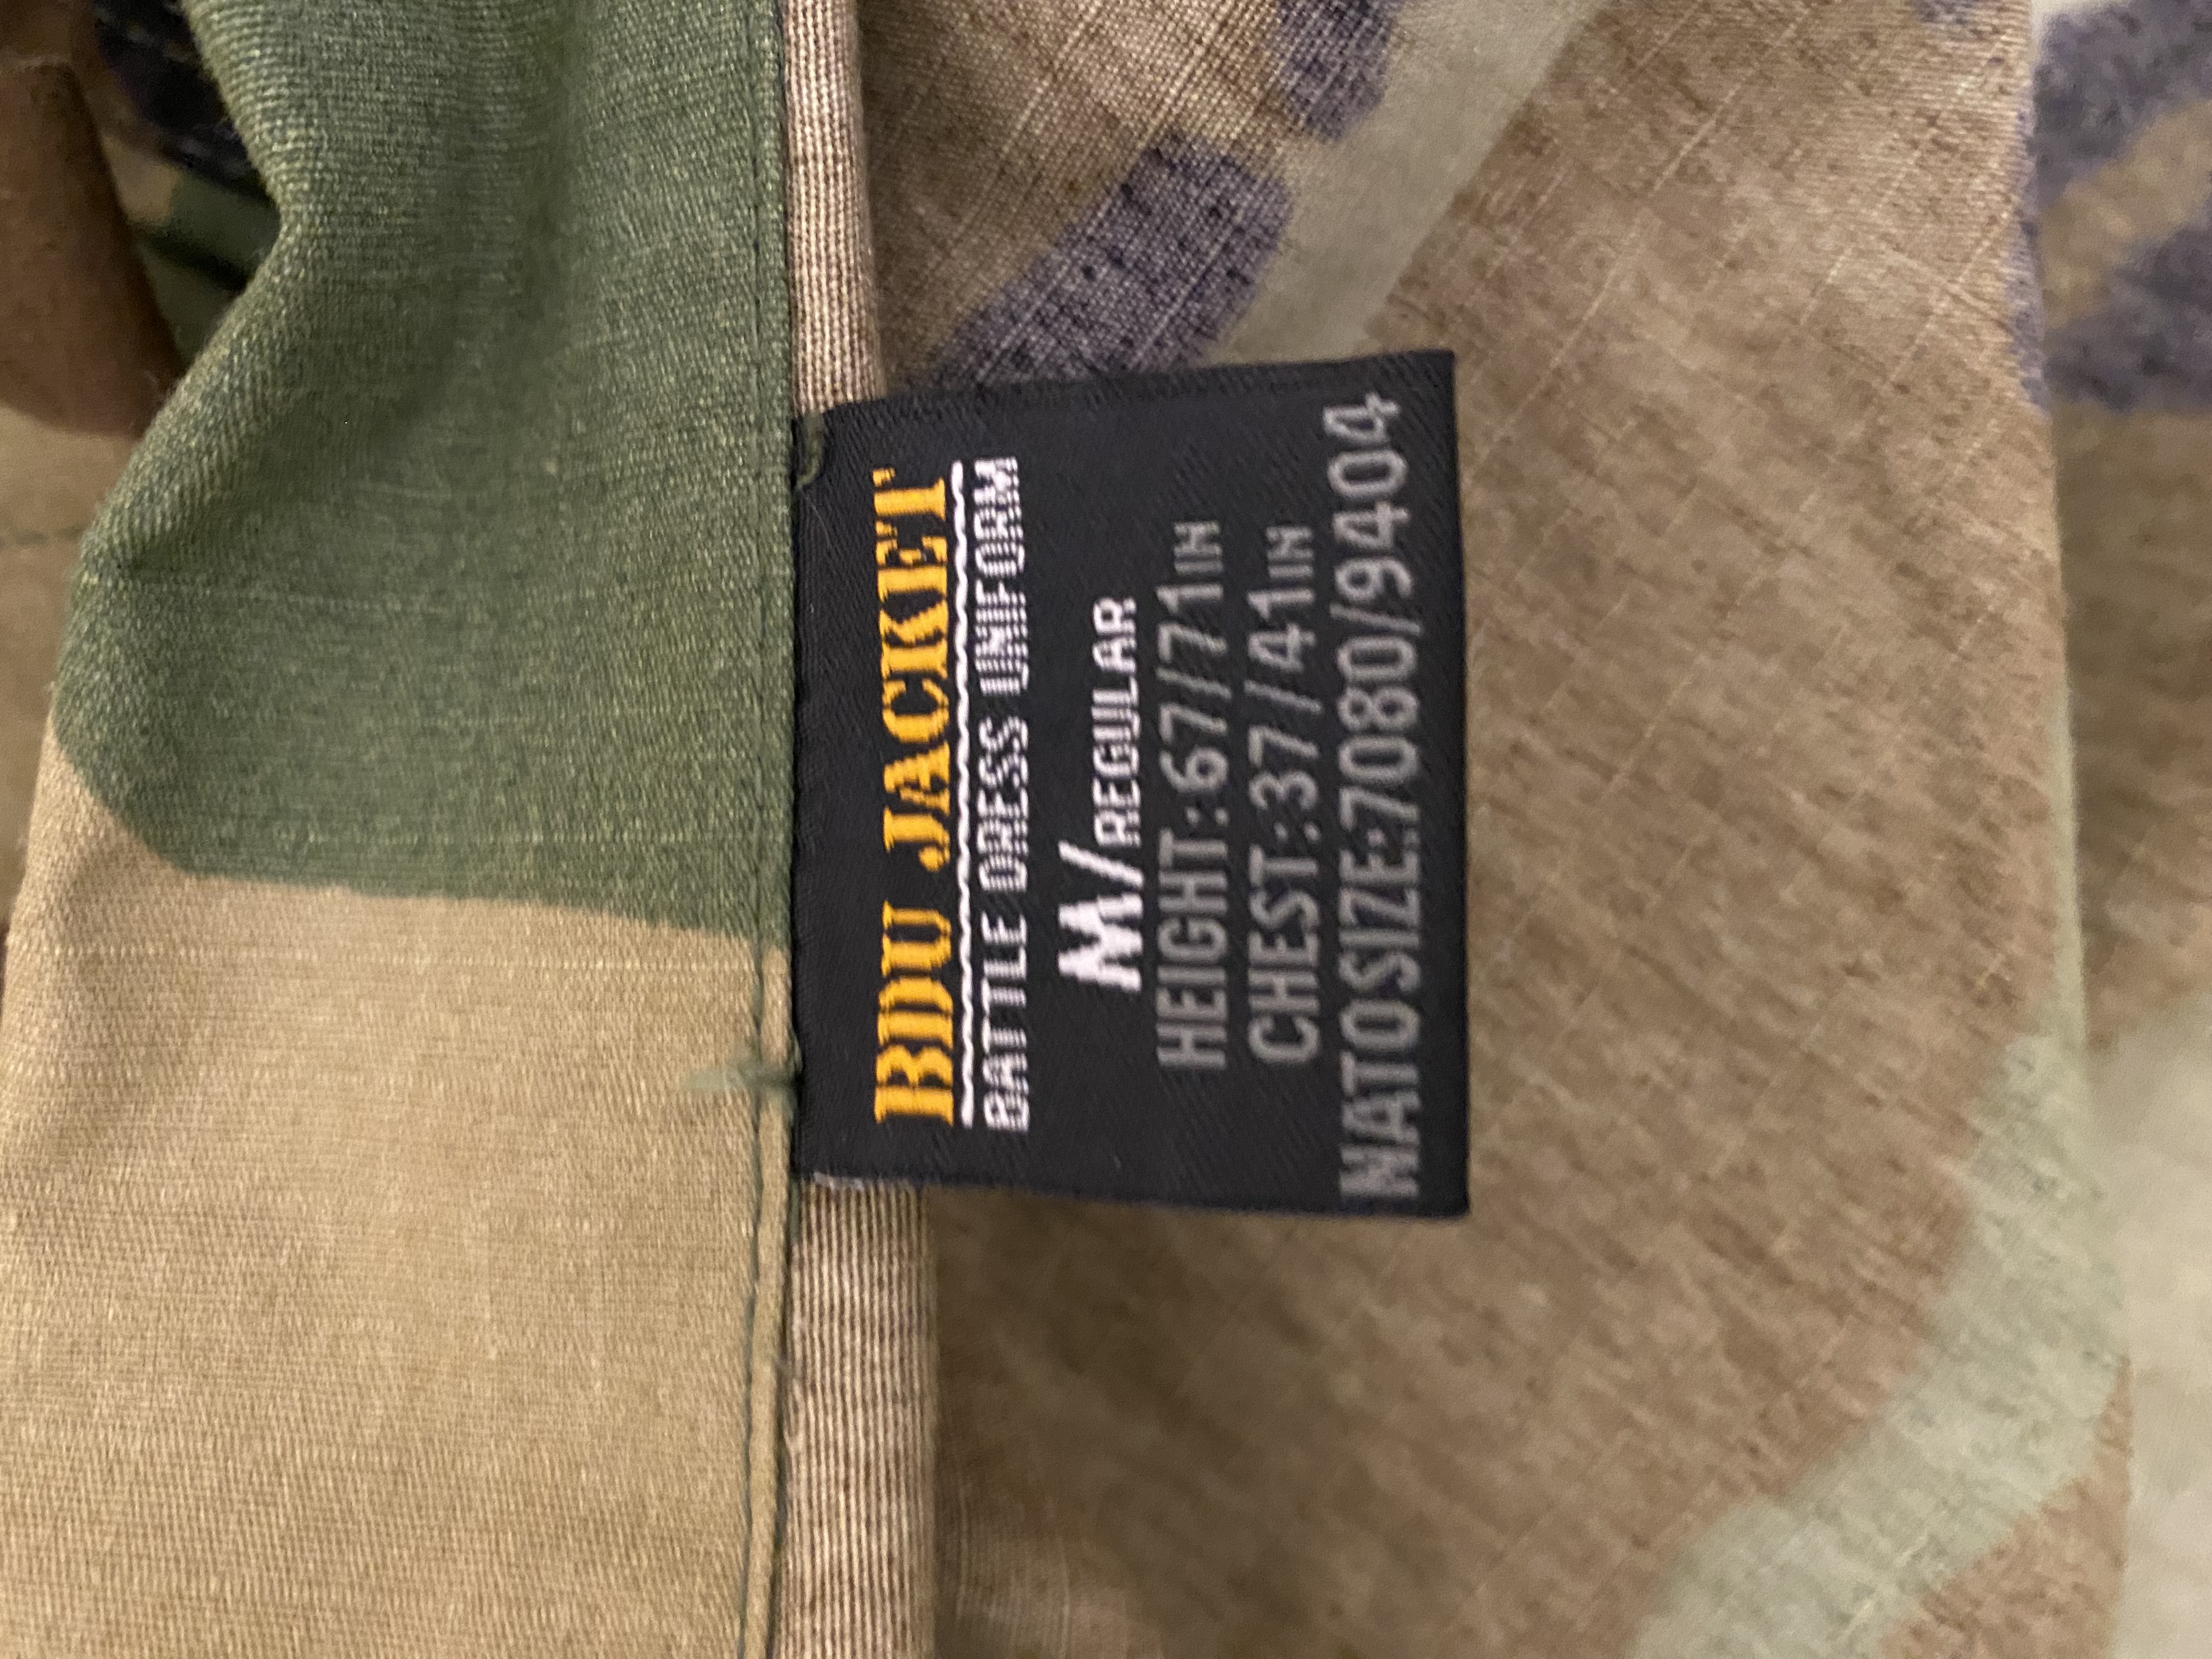 BDU JACKET
BATTLE DRESS UNIFORM
M/REGULAR
HEIGHT:67/71IN
CHEST:37/41IN
NATO SIZE:7080/9404